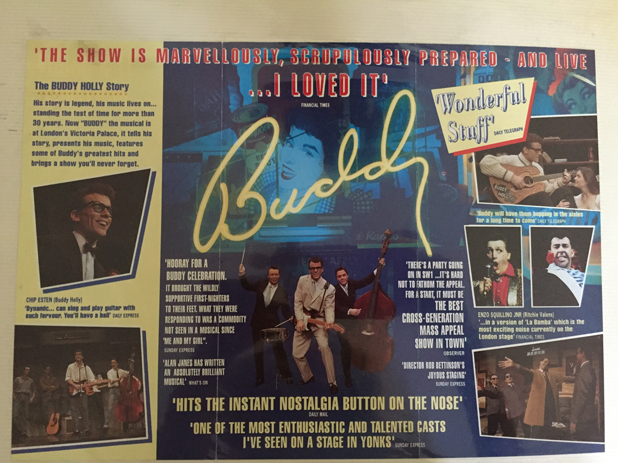 'THE SHOW IS MARVELLOUSLY, SCRUPULOUSLY PREPARED - AND LIVE
...I LOVED IT'
FINANCIAL TIMES
The BUDDY HOLLY Story
His story is legend, his music lives on...
standing the test of time for more than
30 years. Now "BUDDY" the musical is
at London's Victoria Palace, it tells his
story, presents his music, features
some of Buddy's greatest hits and
brings a show you'll never forget.
CHIP ESTEN (Buddy Holly)
'Dynamic... can sing and play guitar with
such fervour. You'll have a ball' DAILY EXPRESS
Buddy
'HOORAY FOR A
BUDDY CELEBRATION.
IT BROUGHT THE WILDLY
SUPPORTIVE FIRST-NIGHTERS
TO THEIR FEET. WHAT THEY WERE
RESPONDING TO WAS A COMMODITY
NOT SEEN IN A MUSICAL SINCE
'ME AND MY GIRL'.
SUNDAY EXPRESS
'ALAN JANES HAS WRITTEN
AN ABSOLUTELY BRILLIANT
MUSICAL' WHAT'S ON
'THERE'S A PARTY GOING
ON IN SW1 ...IT'S HARD
NOT TO FATHOM THE APPEAL.
FOR A START, IT MUST BE
THE BEST
CROSS-GENERATION
MASS APPEAL
SHOW IN TOWN'
OBSERVER
'DIRECTOR ROB BETTINSON'S
JOYOUS STAGING'
SUNDAY EXPRESS
'HITS THE INSTANT NOSTALGIA BUTTON ON THE NOSE'
DAILY MAIL
'ONE OF THE MOST ENTHUSIASTIC AND TALENTED CASTS
I'VE SEEN ON A STAGE IN YONKS' SUNDAY EXPRESS
'Wonderful
Stuff'
DAILY TELEGRAPH
'Buddy will have them hopping in the aisles
for a long time to come' DAILY TELEGRAPH
ENZO SQUILLINO JNR (Ritchie Valens)
'...in a version of 'La Bamba' which is the
most exciting noise currently on the
London stage' FINANCIAL TIMES